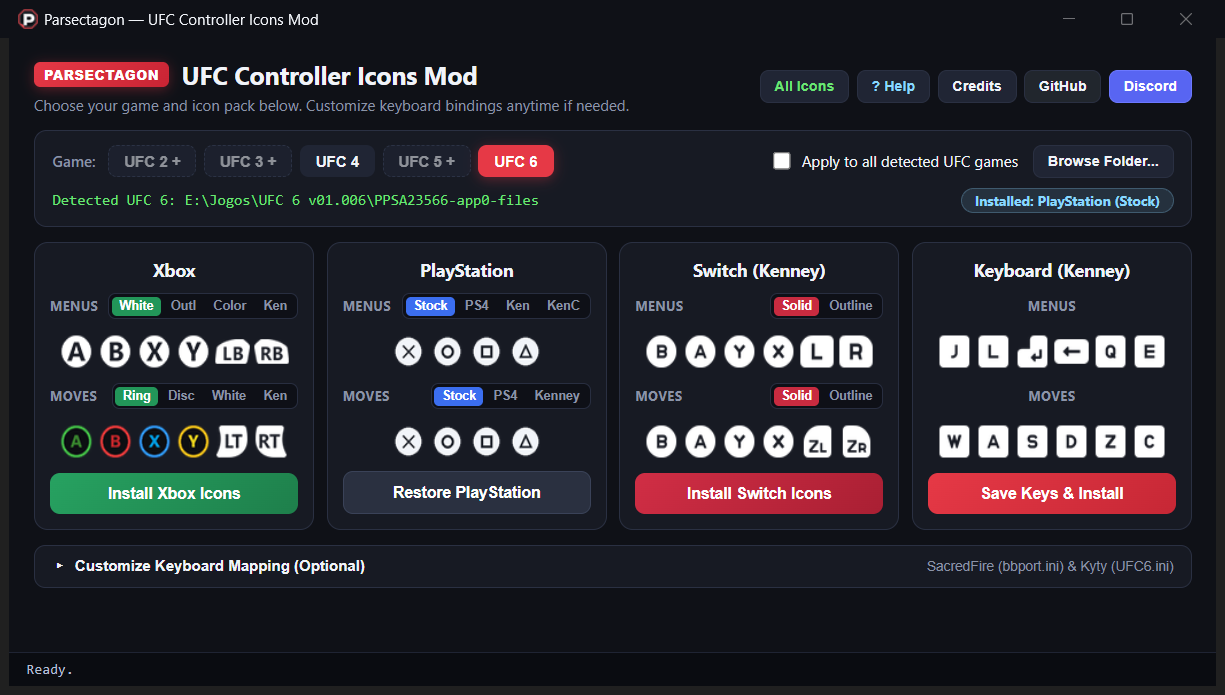 Parsectagon — UFC Controller Icons Mod
PARSECTAGON UFC Controller Icons Mod
Choose your game and icon pack below. Customize keyboard bindings anytime if needed.
All Icons ? Help Credits GitHub Discord
Game: UFC 2 + UFC 3 + UFC 4 UFC 5 + UFC 6
Apply to all detected UFC games Browse Folder...
Detected UFC 6: E:\Jogos\UFC 6 v01.006\PPSA23566-app0-files
Installed: PlayStation (Stock)
Xbox
MENUS White Outl Color Ken
A B X Y LB RB
MOVES Ring Disc White Ken
A B X Y LT RT
Install Xbox Icons
PlayStation
MENUS Stock PS4 Ken KenC
MOVES Stock PS4 Kenney
Restore PlayStation
Switch (Kenney)
MENUS Solid Outline
B A Y X L R
MOVES Solid Outline
B A Y X ZL ZR
Install Switch Icons
Keyboard (Kenney)
MENUS
J L Q E
MOVES
W A S D Z C
Save Keys & Install
Customize Keyboard Mapping (Optional)
SacredFire (bbport.ini) & Kyty (UFC6.ini)
Ready.